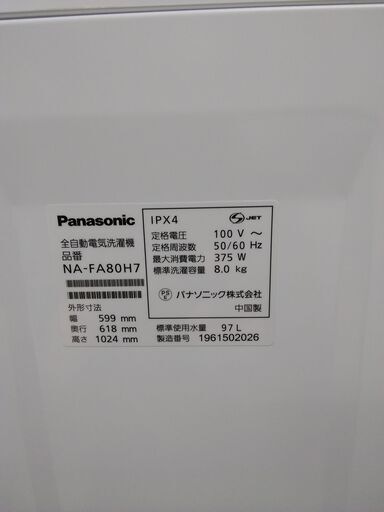 Panasonic
全自動電気洗濯機
品番
NA-FA80H7
外形寸法
幅 599 mm
奥行 618 mm
高さ 1024 mm
IPX4
S JET
定格電圧 100 V ～
定格周波数 50/60 Hz
最大消費電力 375 W
標準洗濯容量 8.0 kg
PS E パナソニック株式会社
中国製
標準使用水量 97 L
製造番号 1961502026